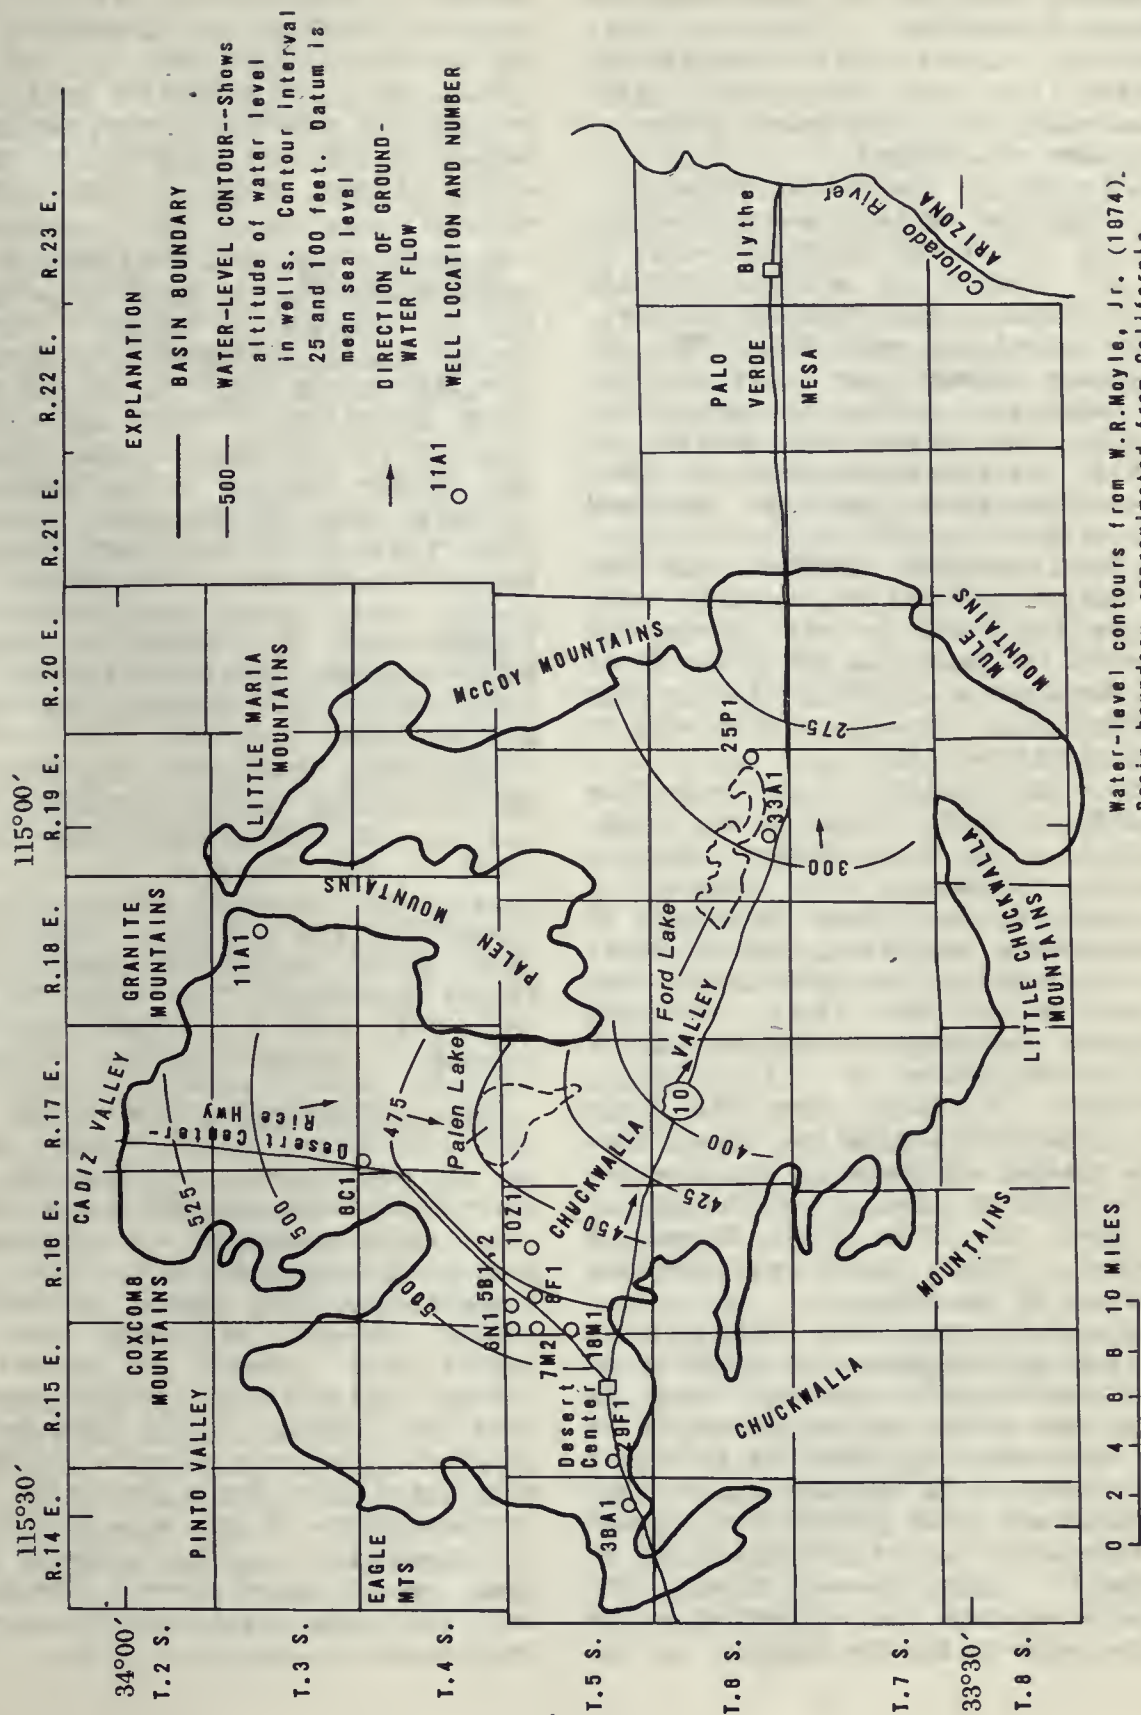 115°30′
115°00′
R.14 E.
R.15 E.
R.16 E.
R.17 E.
R.18 E.
R.19 E.
R.20 E.
R.21 E.
R.22 E.
R.23 E.
34°00′
T.2 S.
T.3 S.
T.4 S.
T.5 S.
T.6 S.
T.7 S.
33°30′
T.8 S.
EXPLANATION
BASIN BOUNDARY
—500— WATER-LEVEL CONTOUR--Shows
altitude of water level
in wells. Contour interval
25 and 100 feet. Datum is
mean sea level
DIRECTION OF GROUND-
WATER FLOW
11A1
WELL LOCATION AND NUMBER
PINTO VALLEY
COXCOMB
MOUNTAINS
CADIZ VALLEY
GRANITE
MOUNTAINS
LITTLE MARIA
MOUNTAINS
EAGLE
MTS
525
500
Desert Center-
Rice Hwy
8C1
11A1
PALEN
MOUNTAINS
McCOY MOUNTAINS
475
Palen Lake
600
6N1
5B1,2
10Z1
8F1
7M2
18M1
Desert
Center
29F1
CHUCKWALLA
VALLEY
450
425
400
10
Ford Lake
33A1
25P1
300
275
PALO
VERDE
MESA
Blythe
Colorado River
ARIZONA
CHUCKWALLA
MOUNTAINS
LITTLE CHUCKWALLA
MOUNTAINS
MULE
MOUNTAINS
0 2 4 6 8 10 MILES
Water-level contours from W.R.Moyle, Jr. (1974).